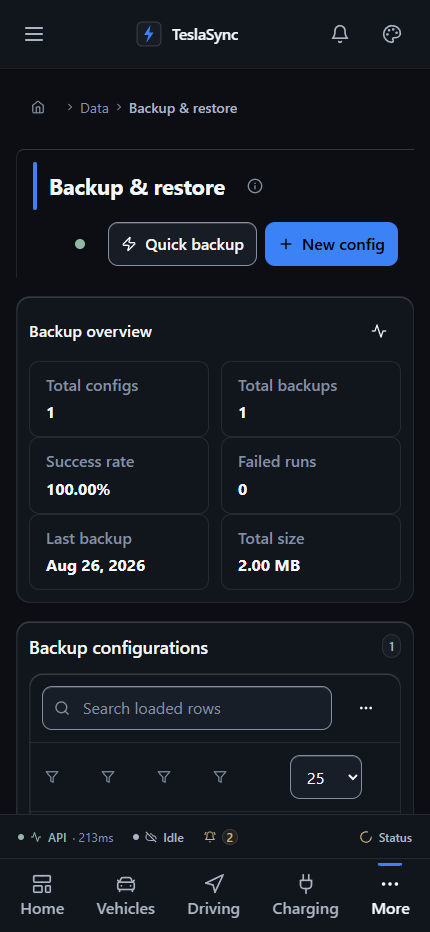 TeslaSync
Data
Backup & restore
Backup & restore
Quick backup
New config
Backup overview
Total configs
1
Total backups
1
Success rate
100.00%
Failed runs
0
Last backup
Aug 26, 2026
Total size
2.00 MB
Backup configurations
1
Search loaded rows
25
API · 213ms
Idle
2
Status
Home
Vehicles
Driving
Charging
More